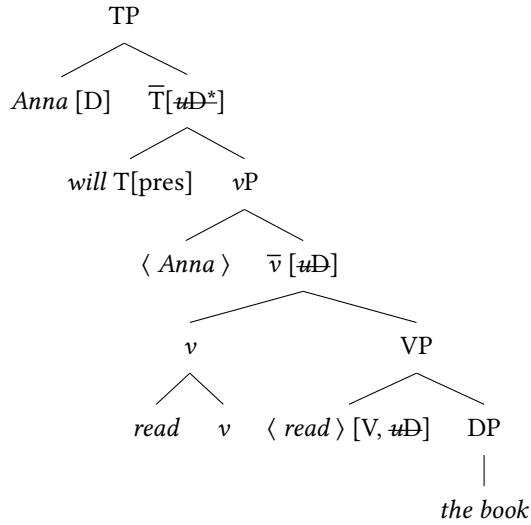 TP
Anna [D] T̅[uD*]
will T[pres] vP
⟨ Anna ⟩ v̅ [uD]
v VP
read v ⟨ read ⟩ [V, uD] DP
the book